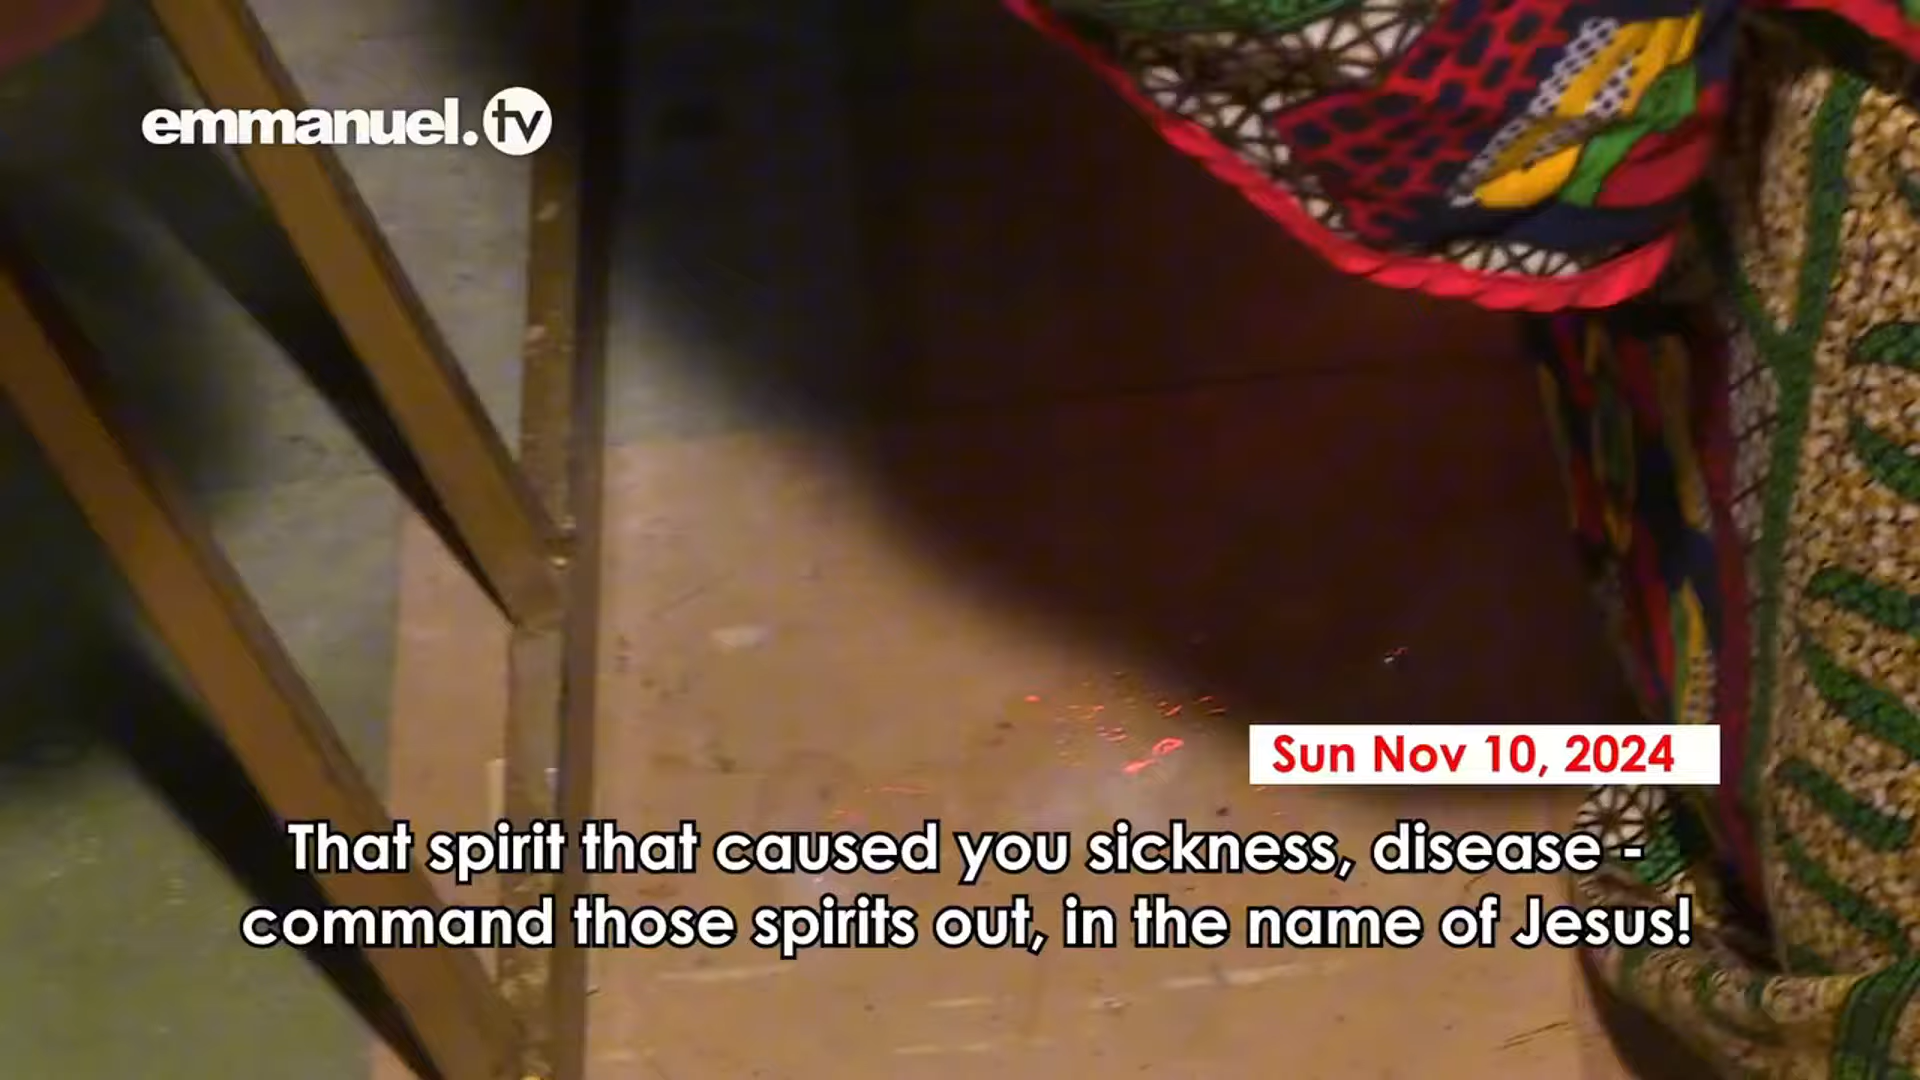 emmanuel.tv
Sun Nov 10, 2024
That spirit that caused you sickness, disease -
command those spirits out, in the name of Jesus!